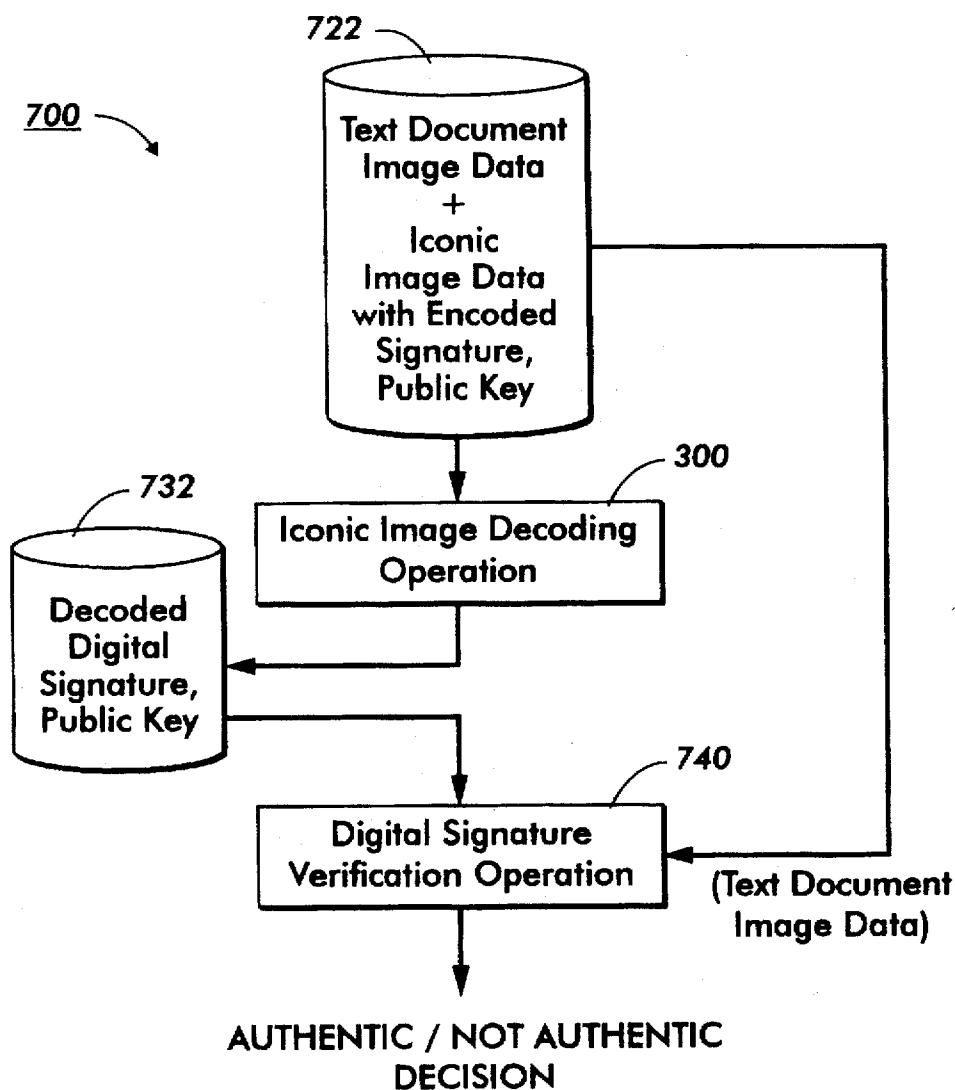 722
700
Text Document
Image Data
+
Iconic
Image Data
with Encoded
Signature,
Public Key
300
Iconic Image Decoding
Operation
732
Decoded
Digital
Signature,
Public Key
740
Digital Signature
Verification Operation
(Text Document
Image Data)
AUTHENTIC / NOT AUTHENTIC
DECISION